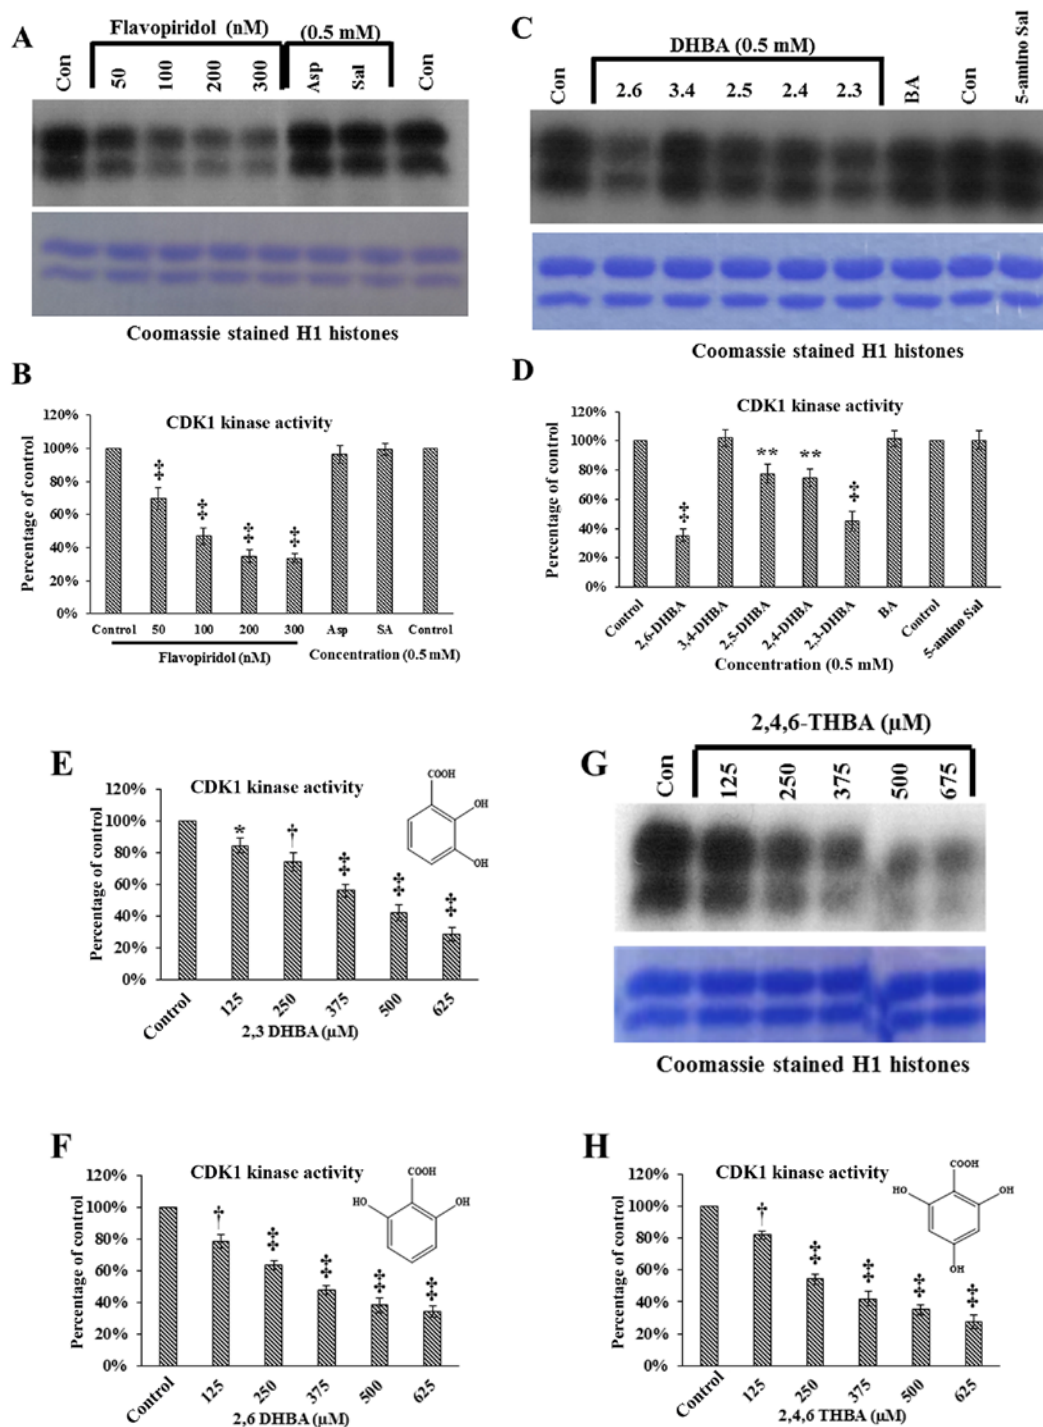 A
Flavopiridol (nM)
(0.5 mM)
Con
50
100
200
300
Asp
Sal
Con
Coomassie stained H1 histones
C
DHBA (0.5 mM)
Con
2.6
3.4
2.5
2.4
2.3
BA
Con
5-amino Sal
Coomassie stained H1 histones
B
CDK1 kinase activity
Percentage of control
120%
100%
80%
60%
40%
20%
0%
‡
‡
‡
‡
Control 50 100 200 300 Asp SA Control
Flavopiridol (nM)
Concentration (0.5 mM)
D
CDK1 kinase activity
Percentage of control
120%
100%
80%
60%
40%
20%
0%
‡
**
**
‡
Control
2,6-DHBA
3,4-DHBA
2,5-DHBA
2,4-DHBA
2,3-DHBA
BA
Control
5-amino Sal
Concentration (0.5 mM)
E
CDK1 kinase activity
Percentage of control
120%
100%
80%
60%
40%
20%
0%
*
†
‡
‡
‡
COOH
OH
OH
Control
125
250
375
500
625
2,3 DHBA (µM)
G
2,4,6-THBA (µM)
Con
125
250
375
500
675
Coomassie stained H1 histones
F
CDK1 kinase activity
Percentage of control
120%
100%
80%
60%
40%
20%
0%
†
‡
‡
‡
‡
COOH
HO
OH
Control
125
250
375
500
625
2,6 DHBA (µM)
H
CDK1 kinase activity
Percentage of control
120%
100%
80%
60%
40%
20%
0%
†
‡
‡
‡
‡
COOH
HO
OH
OH
Control
125
250
375
500
625
2,4,6 THBA (µM)